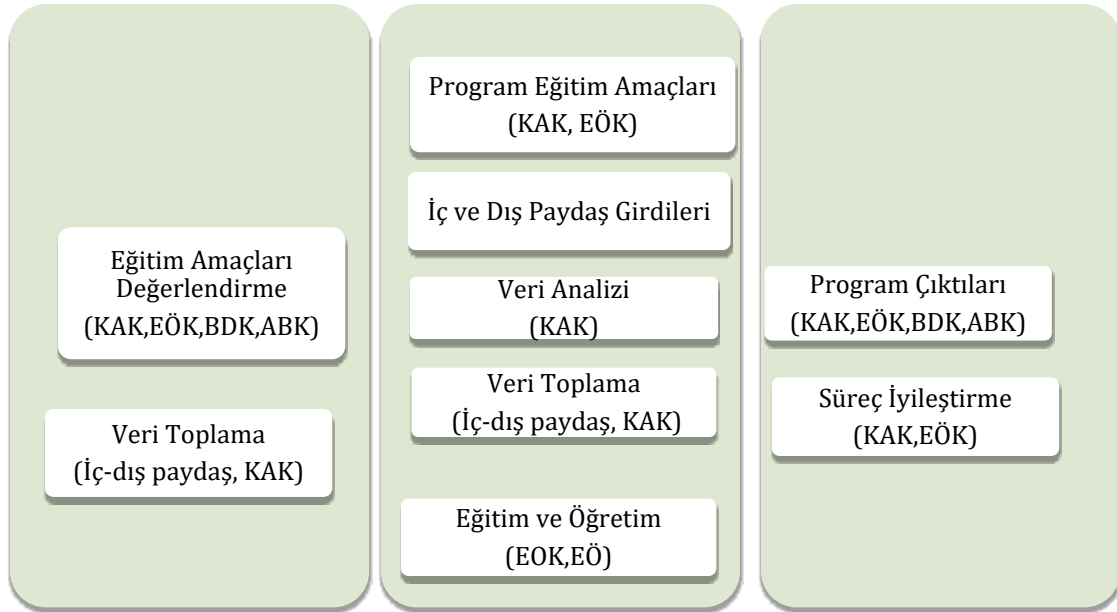 Eğitim Amaçları
Değerlendirme
(KAK,EÖK,BDK,ABK)
Veri Toplama
(İç-dış paydaş, KAK)
Program Eğitim Amaçları
(KAK, EÖK)
İç ve Dış Paydaş Girdileri
Veri Analizi
(KAK)
Veri Toplama
(İç-dış paydaş, KAK)
Eğitim ve Öğretim
(EOK,EÖ)
Program Çıktıları
(KAK,EÖK,BDK,ABK)
Süreç İyileştirme
(KAK,EÖK)